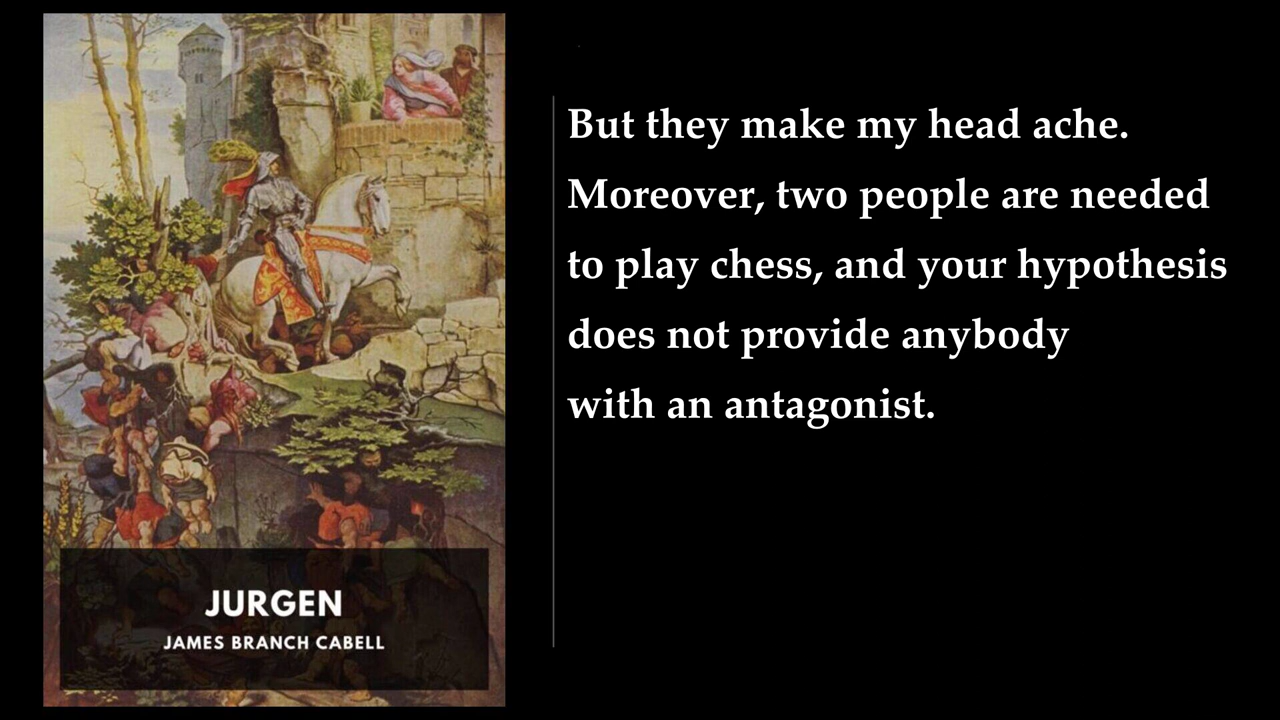 JURGEN
JAMES BRANCH CABELL
But they make my head ache.
Moreover, two people are needed
to play chess, and your hypothesis
does not provide anybody
with an antagonist.